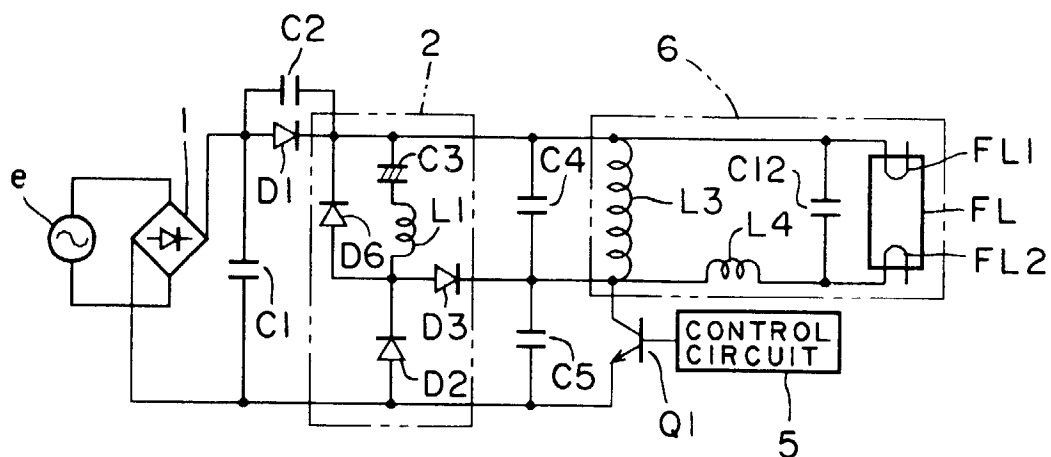 C2
2
6
1
e
D1
C1
C3
L1
D6
D3
D2
C4
C5
L3
L4
C12
FL1
FL
FL2
CONTROL
CIRCUIT
Q1
5